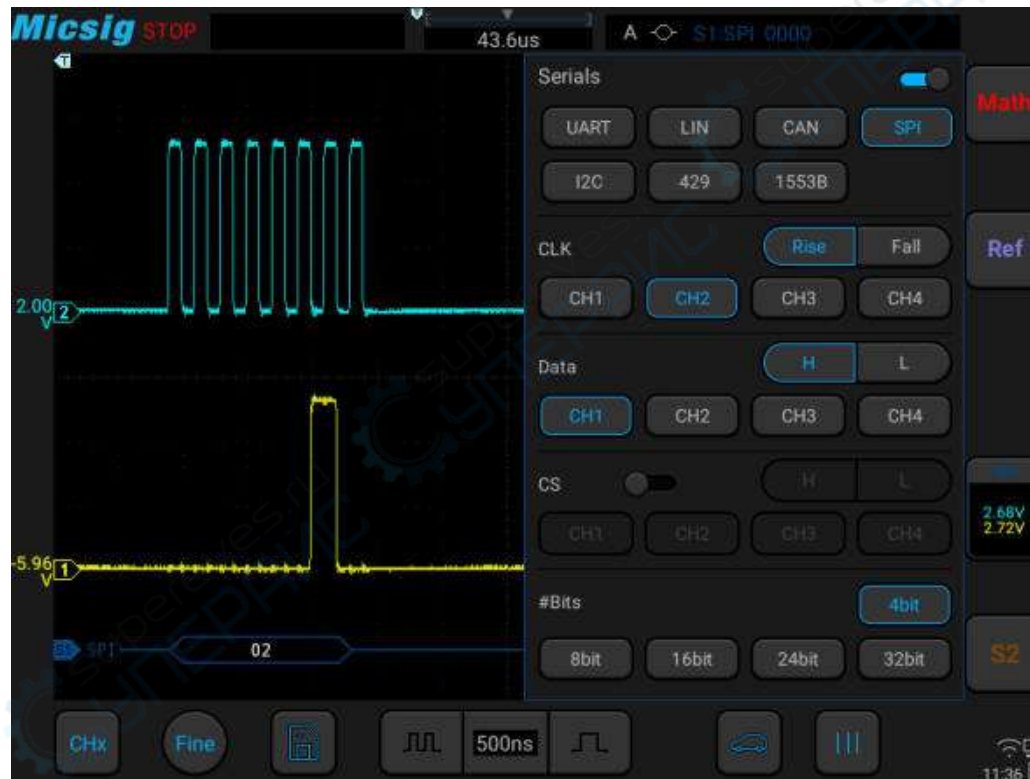 Micsig STOP
43.6us
A S1:SPI 0000
Serials
UART LIN CAN SPI
I2C 429 1553B
Math
CLK Rise Fall
CH1 CH2 CH3 CH4
Ref
2.00
V
2
Data H L
CH1 CH2 CH3 CH4
CS H L
CH1 CH2 CH3 CH4
2.68V
2.72V
-5.96
V
1
#Bits 4bit
8bit 16bit 24bit 32bit
S1 SPI 02
S2
CHx Fine 500ns
11:36
supereyes.ru
СУПЕРАЙС